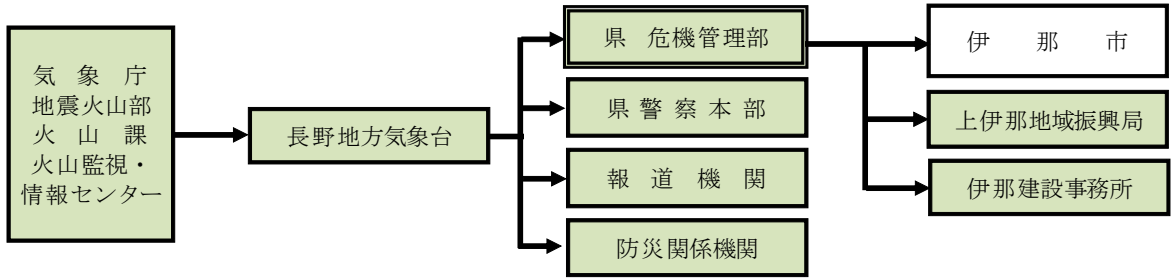 気象庁
地震火山部
火山課
火山監視・
情報センター
長野地方気象台
県 危機管理部
県警察本部
報道機関
防災関係機関
伊那市
上伊那地域振興局
伊那建設事務所